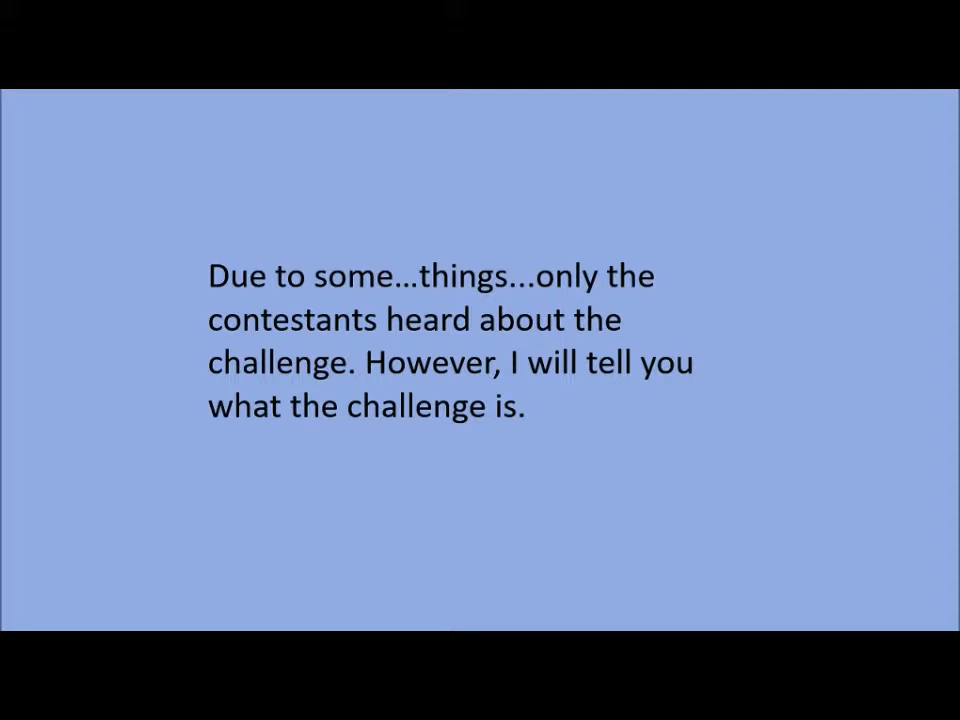 Due to some…things...only the
contestants heard about the
challenge. However, I will tell you
what the challenge is.